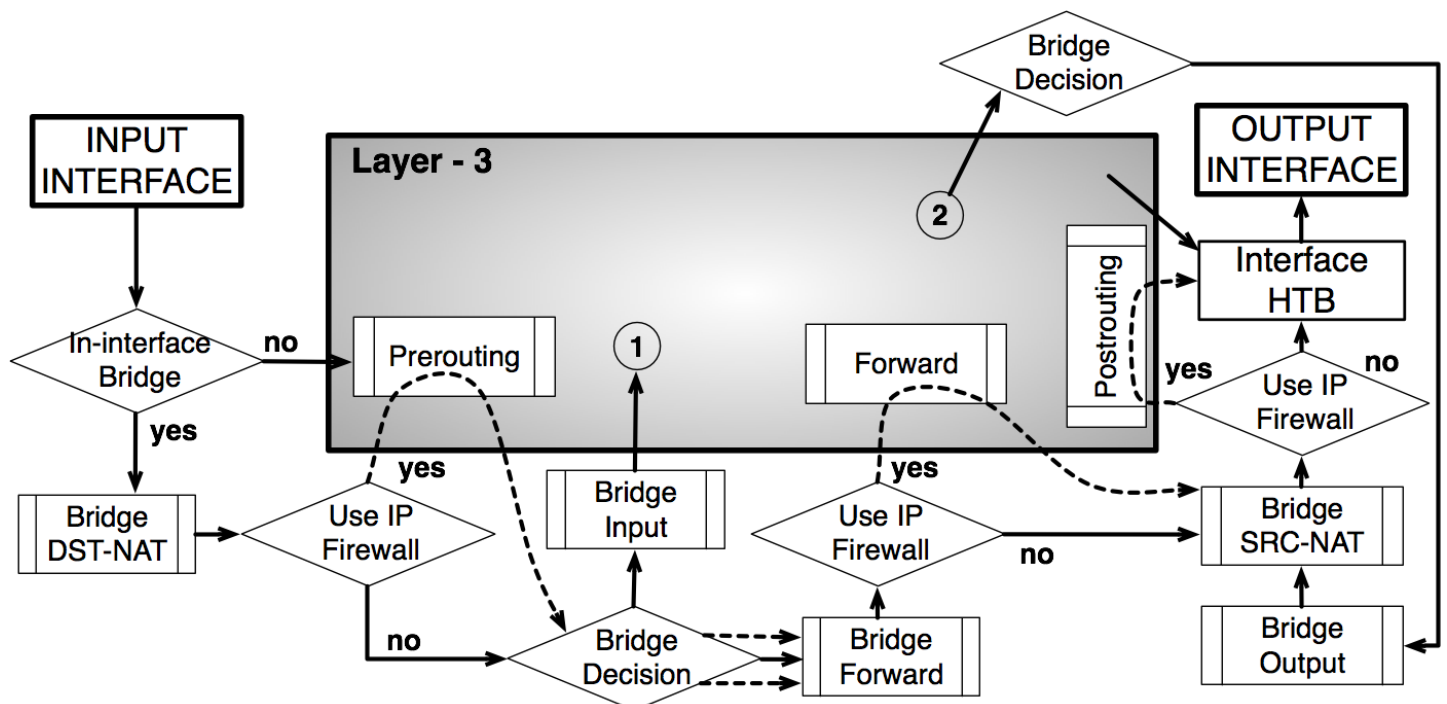 Bridge
Decision
INPUT
INTERFACE
Layer - 3
OUTPUT
INTERFACE
2
Interface
HTB
Postrouting
In-interface
Bridge
no
Prerouting
1
Forward
yes
no
Use IP
Firewall
yes
yes
yes
Bridge
DST-NAT
Use IP
Firewall
Bridge
Input
Use IP
Firewall
no
Bridge
SRC-NAT
no
Bridge
Decision
Bridge
Forward
Bridge
Output